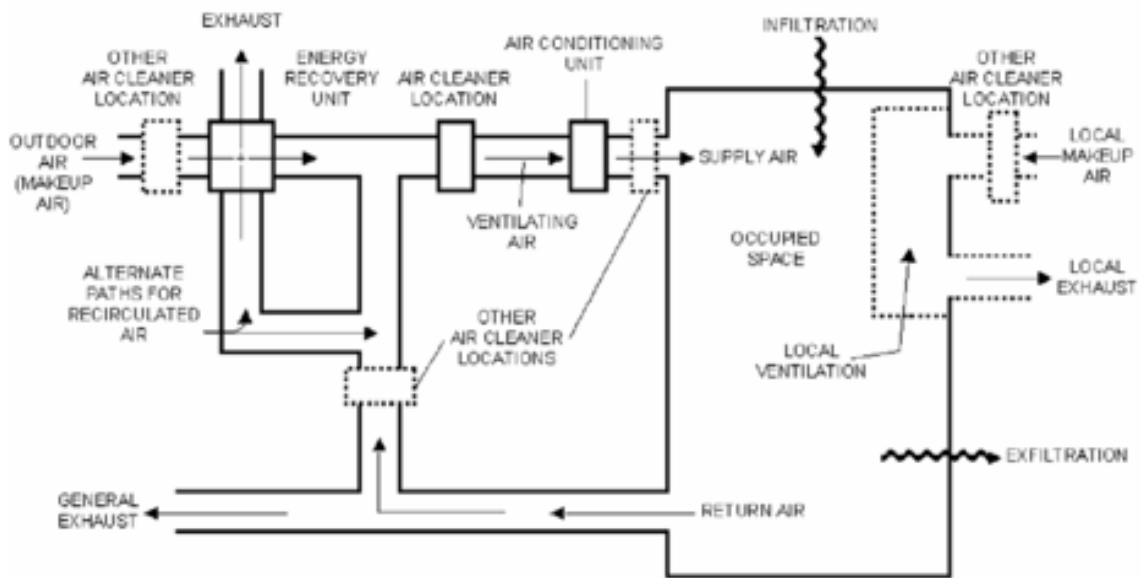 EXHAUST
OTHER
AIR CLEANER
LOCATION
ENERGY
RECOVERY
UNIT
AIR CLEANER
LOCATION
AIR CONDITIONING
UNIT
INFILTRATION
OTHER
AIR CLEANER
LOCATION
OUTDOOR
AIR
(MAKEUP
AIR)
SUPPLY AIR
LOCAL
MAKEUP
AIR
VENTILATING
AIR
OCCUPIED
SPACE
ALTERNATE
PATHS FOR
RECIRCULATED
AIR
LOCAL
EXHAUST
OTHER
AIR CLEANER
LOCATIONS
LOCAL
VENTILATION
EXFILTRATION
GENERAL
EXHAUST
RETURN AIR